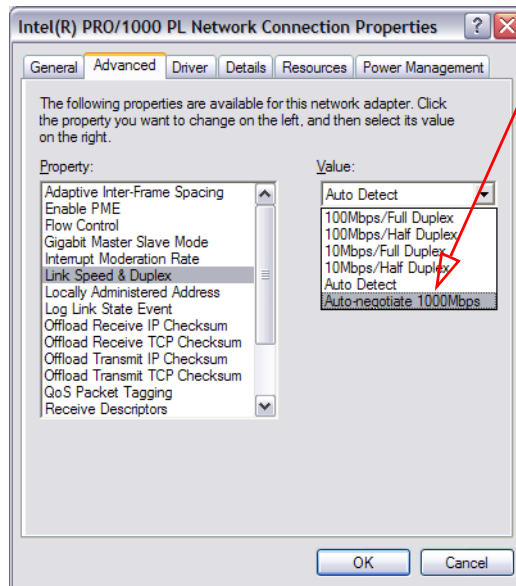 Intel(R) PRO/1000 PL Network Connection Properties
General Advanced Driver Details Resources Power Management
The following properties are available for this network adapter. Click
the property you want to change on the left, and then select its value
on the right.
Property:
Adaptive Inter-Frame Spacing
Enable PME
Flow Control
Gigabit Master Slave Mode
Interrupt Moderation Rate
Link Speed & Duplex
Locally Administered Address
Log Link State Event
Offload Receive IP Checksum
Offload Receive TCP Checksum
Offload Transmit IP Checksum
Offload Transmit TCP Checksum
QoS Packet Tagging
Receive Descriptors
Value:
Auto Detect
100Mbps/Full Duplex
100Mbps/Half Duplex
10Mbps/Full Duplex
10Mbps/Half Duplex
Auto Detect
Auto-negotiate 1000Mbps
OK Cancel